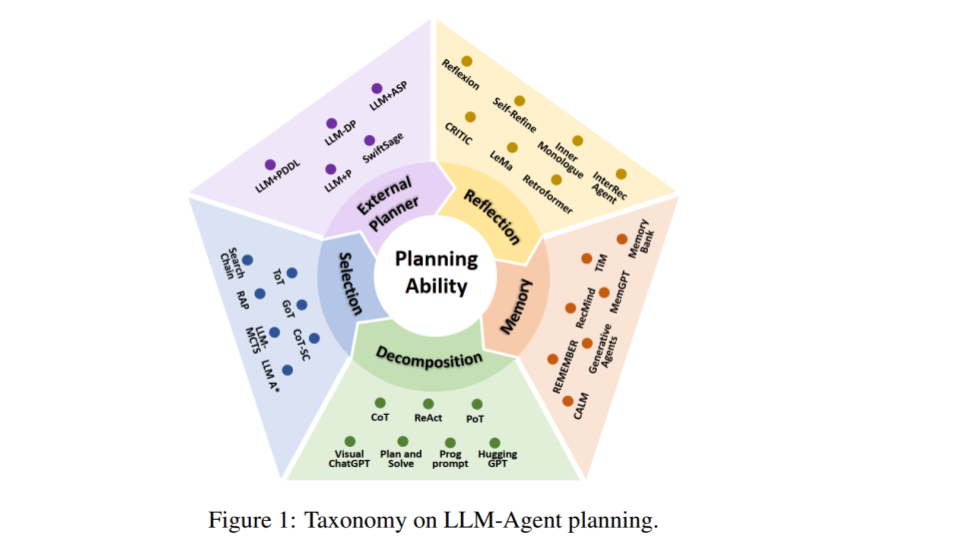 LLM+ASP
LLM-DP
SwiftSage
LLM+PDDL
LLM+P
External
Planner
Reflexion
Self-Refine
CRITIC
Inner
Monologue
LeMa
InterRec
Agent
Retroformer
Reflection
Planning
Ability
Selection
Search
Chain
ToT
RAP
GoT
LLM-
MCTS
CoT-SC
LLM A*
Memory
Memory
Bank
TiM
MemGPT
RecMind
Generative
Agents
REMEMBER
CALM
Decomposition
CoT
ReAct
PoT
Visual
ChatGPT
Plan and
Solve
Prog
prompt
Hugging
GPT
Figure 1: Taxonomy on LLM-Agent planning.